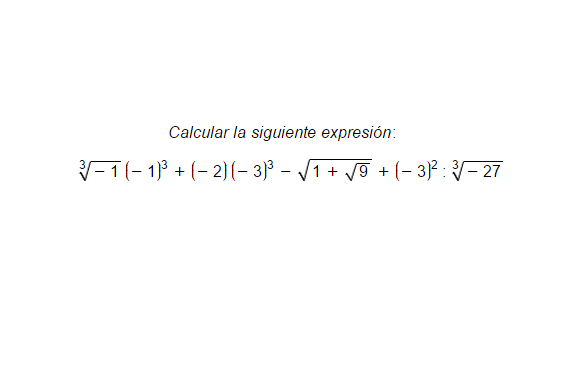 Calcular la siguiente expresión:
∛(− 1) (− 1)³ + (− 2)(− 3)³ − √(1 + √9) + (− 3)² : ∛(− 27)